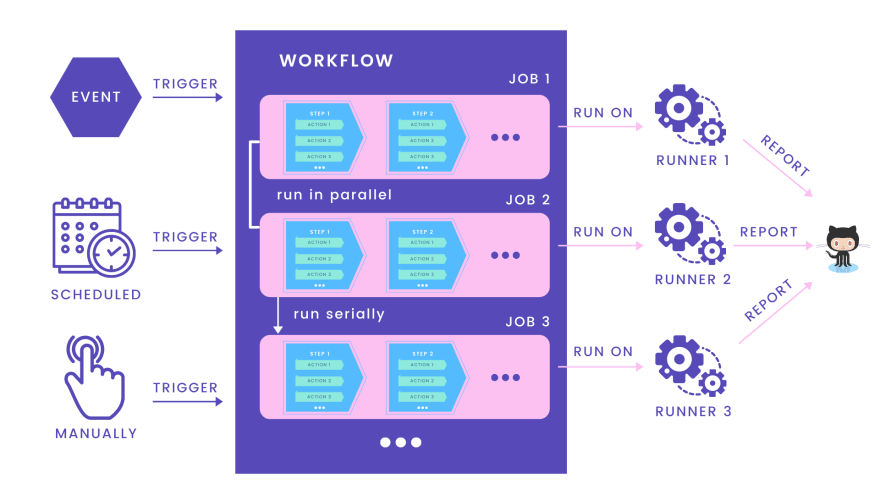 WORKFLOW
EVENT
TRIGGER
JOB 1
STEP 1
ACTION 1
ACTION 2
ACTION 3
STEP 2
ACTION 1
ACTION 2
ACTION 3
RUN ON
RUNNER 1
REPORT
run in parallel
SCHEDULED
TRIGGER
JOB 2
STEP 1
ACTION 1
ACTION 2
ACTION 3
STEP 2
ACTION 1
ACTION 2
ACTION 3
RUN ON
RUNNER 2
REPORT
run serially
MANUALLY
TRIGGER
JOB 3
STEP 1
ACTION 1
ACTION 2
ACTION 3
STEP 2
ACTION 1
ACTION 2
ACTION 3
RUN ON
RUNNER 3
REPORT